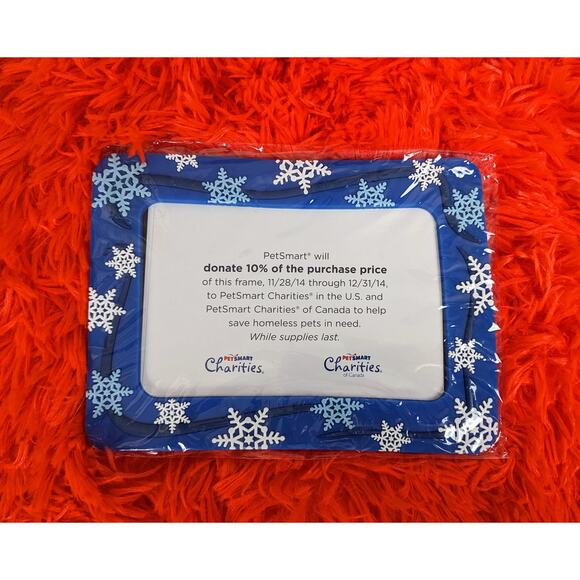 PetSmart® will
donate 10% of the purchase price
of this frame, 11/28/14 through 12/31/14,
to PetSmart Charities® in the U.S. and
PetSmart Charities® of Canada to help
save homeless pets in need.
While supplies last.
PETSMART PETSMART
Charities® Charities®
of Canada